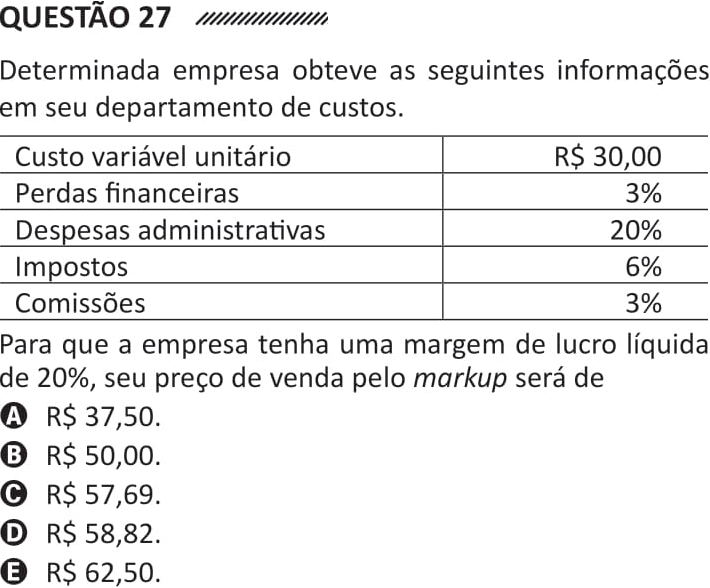 QUESTÃO 27
Determinada empresa obteve as seguintes informações
em seu departamento de custos.
Custo variável unitário R$ 30,00
Perdas financeiras 3%
Despesas administrativas 20%
Impostos 6%
Comissões 3%
Para que a empresa tenha uma margem de lucro líquida
de 20%, seu preço de venda pelo markup será de
A R$ 37,50.
B R$ 50,00.
C R$ 57,69.
D R$ 58,82.
E R$ 62,50.